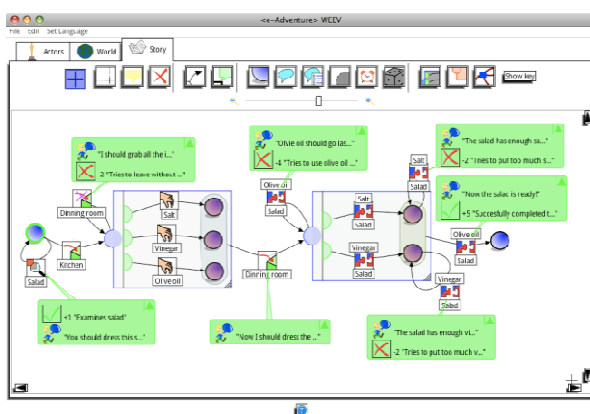 <e-Adventure> WEEV
File Edit Set Language
Actors World Story
Show key
"I should grab all the i..."
-2 "Tries to leave without ..."
"Olive oil should go las..."
-4 "Tries to use olive oil ...
"The salad has enough sa..."
-2 "Tries to put too much s..."
"Now the salad is ready!"
+5 "Succesfully completed t...
Dinning room
Salt
Vinegar
Olive oil
Olive oi
Salad
Salt
Salad
Salt
Salad
Vinegar
Salad
Olive oil
Salad
Kitchen
Salad
Dinning room
Vinegar
Salad
+1 "Examines salad"
"You should dress this s..."
"Now I should dress the ..."
"The salad has enough vi..."
-2 "Tries to put too much v..."